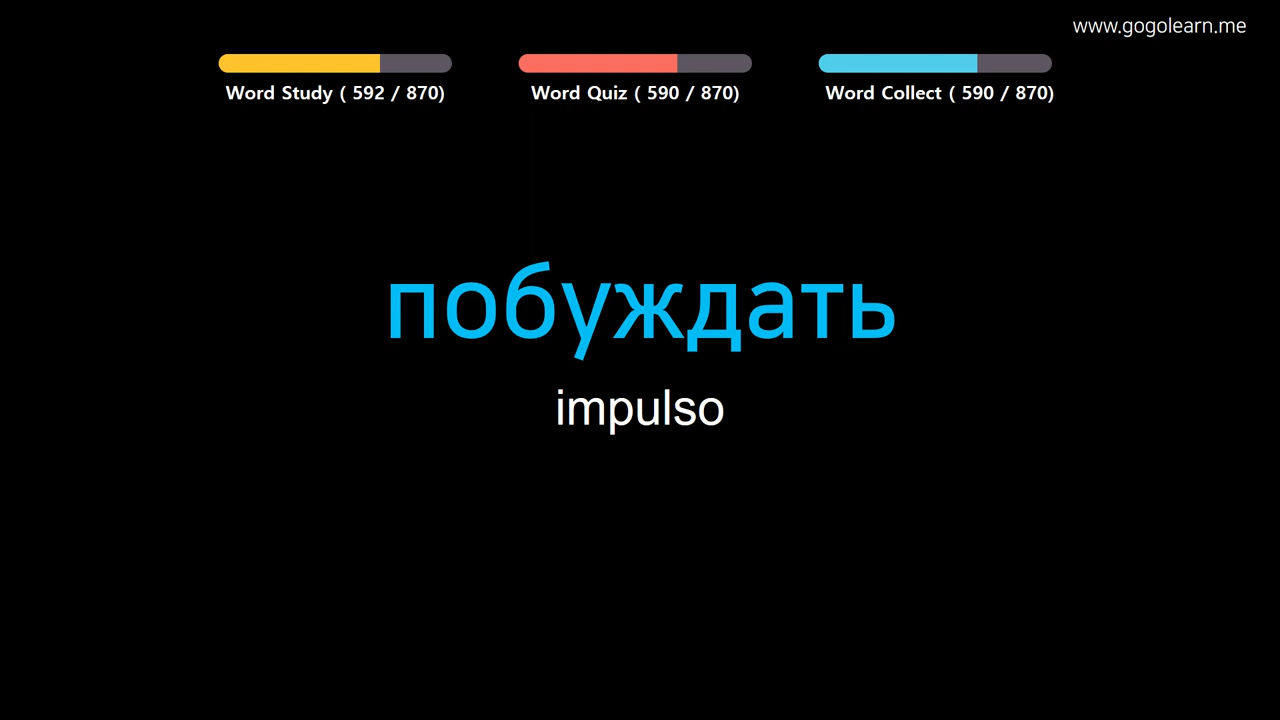 www.gogolearn.me
Word Study ( 592 / 870)
Word Quiz ( 590 / 870)
Word Collect ( 590 / 870)
побуждать
impulso